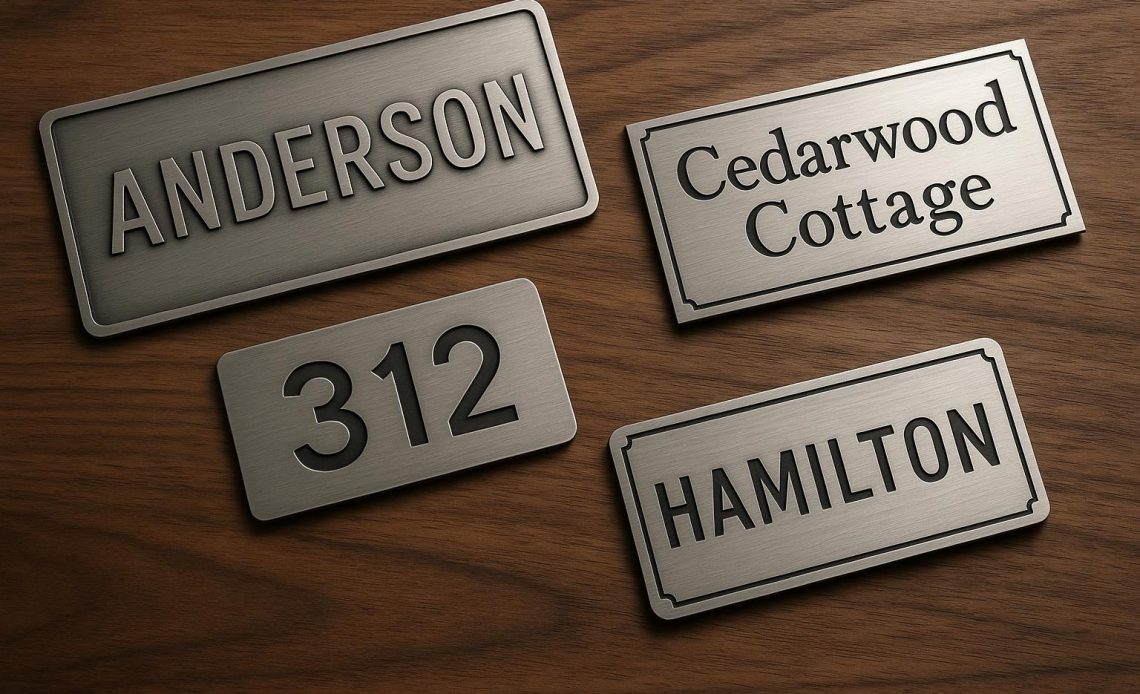 ANDERSON
Cedarwood
Cottage
312
HAMILTON